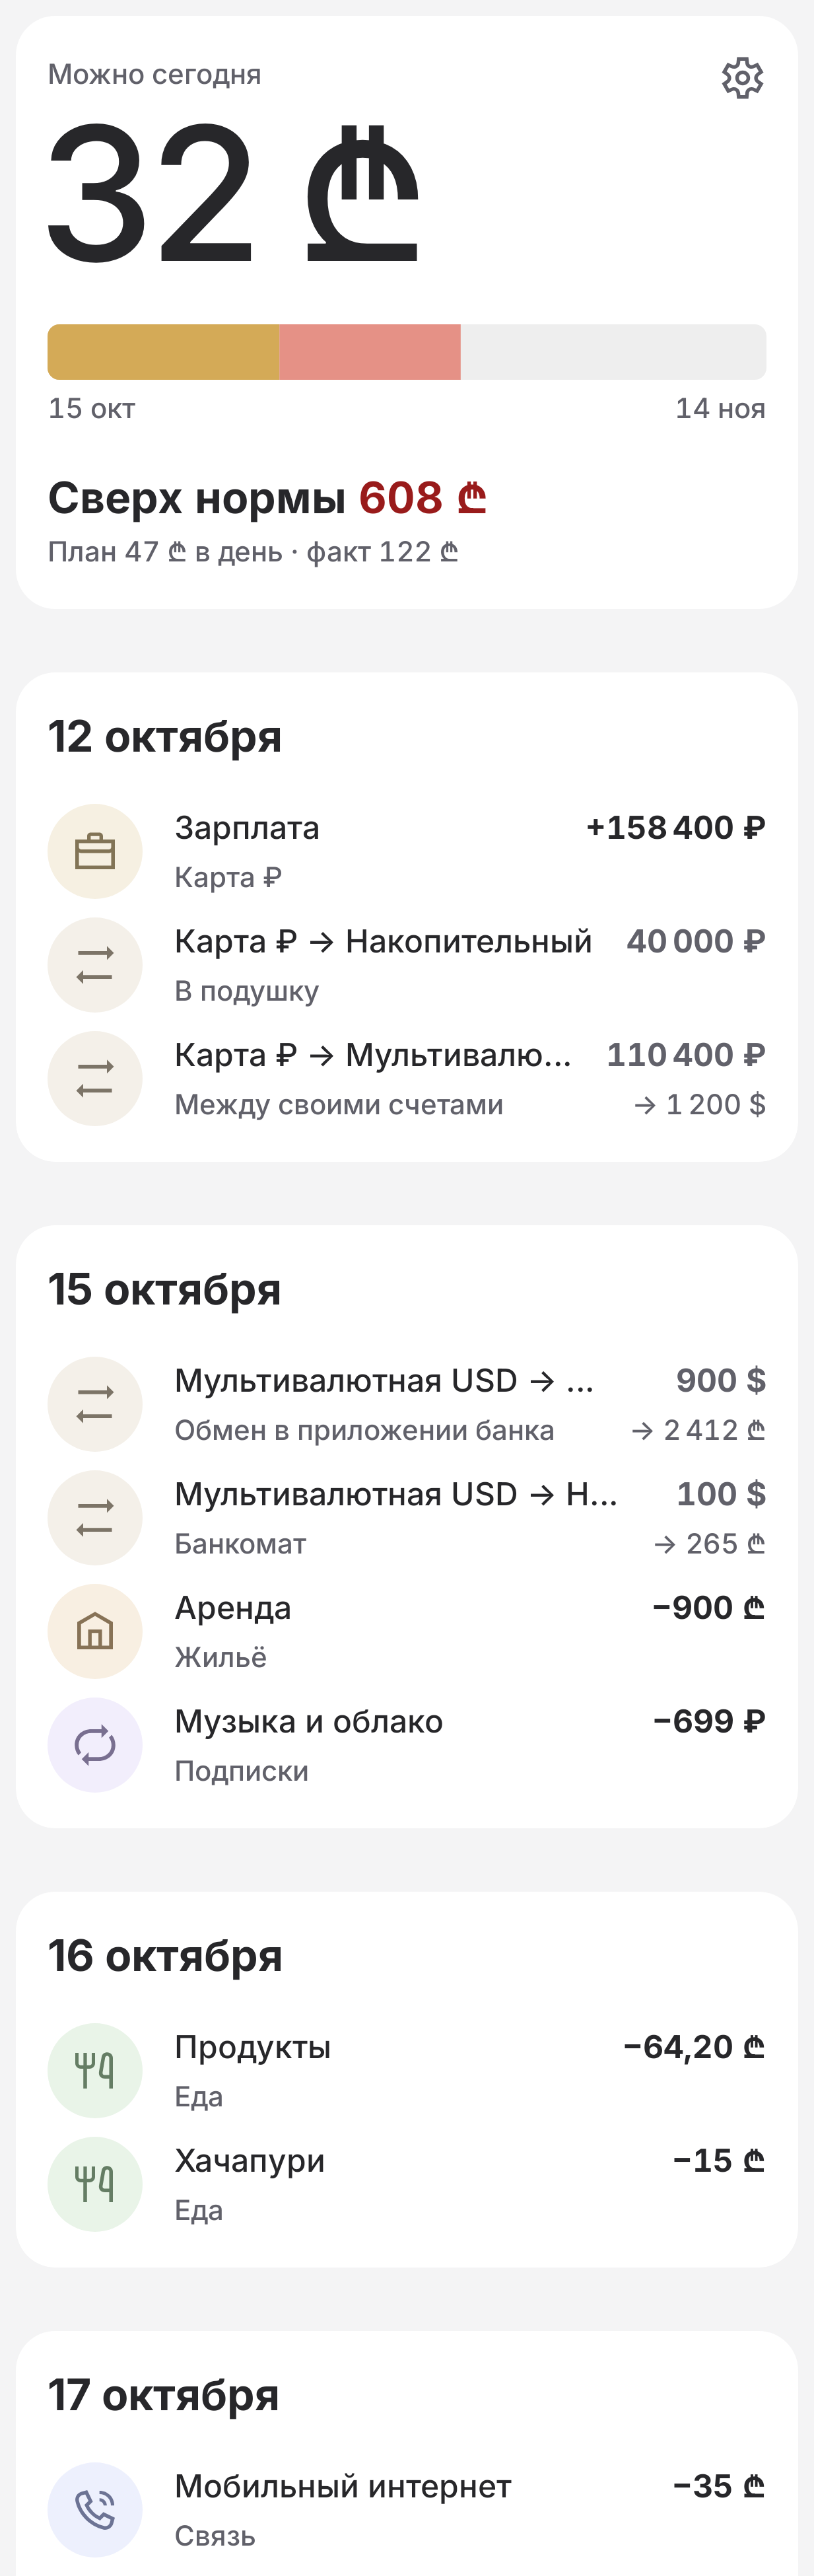 Можно сегодня
32 ₾
15 окт 14 ноя
Сверх нормы 608 ₾
План 47 ₾ в день · факт 122 ₾
12 октября
Зарплата +158 400 ₽
Карта ₽
Карта ₽ → Накопительный 40 000 ₽
В подушку
Карта ₽ → Мультивалю... 110 400 ₽
Между своими счетами → 1 200 $
15 октября
Мультивалютная USD → ... 900 $
Обмен в приложении банка → 2 412 ₾
Мультивалютная USD → Н... 100 $
Банкомат → 265 ₾
Аренда −900 ₾
Жильё
Музыка и облако −699 ₽
Подписки
16 октября
Продукты −64,20 ₾
Еда
Хачапури −15 ₾
Еда
17 октября
Мобильный интернет −35 ₾
Связь